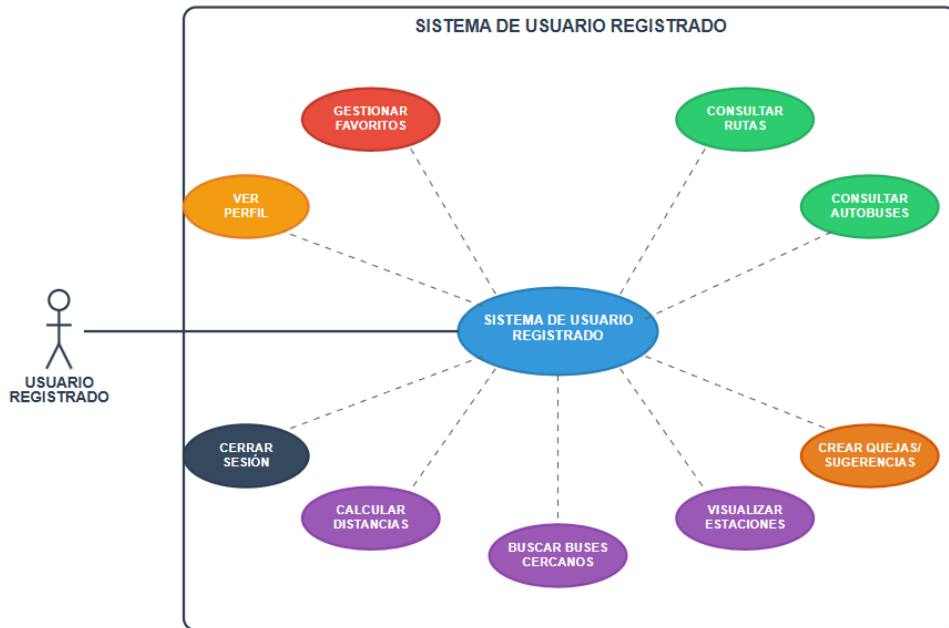 SISTEMA DE USUARIO REGISTRADO
GESTIONAR
FAVORITOS
CONSULTAR
RUTAS
VER
PERFIL
CONSULTAR
AUTOBUSES
SISTEMA DE USUARIO
REGISTRADO
USUARIO
REGISTRADO
CERRAR
SESIÓN
CREAR QUEJAS/
SUGERENCIAS
CALCULAR
DISTANCIAS
VISUALIZAR
ESTACIONES
BUSCAR BUSES
CERCANOS